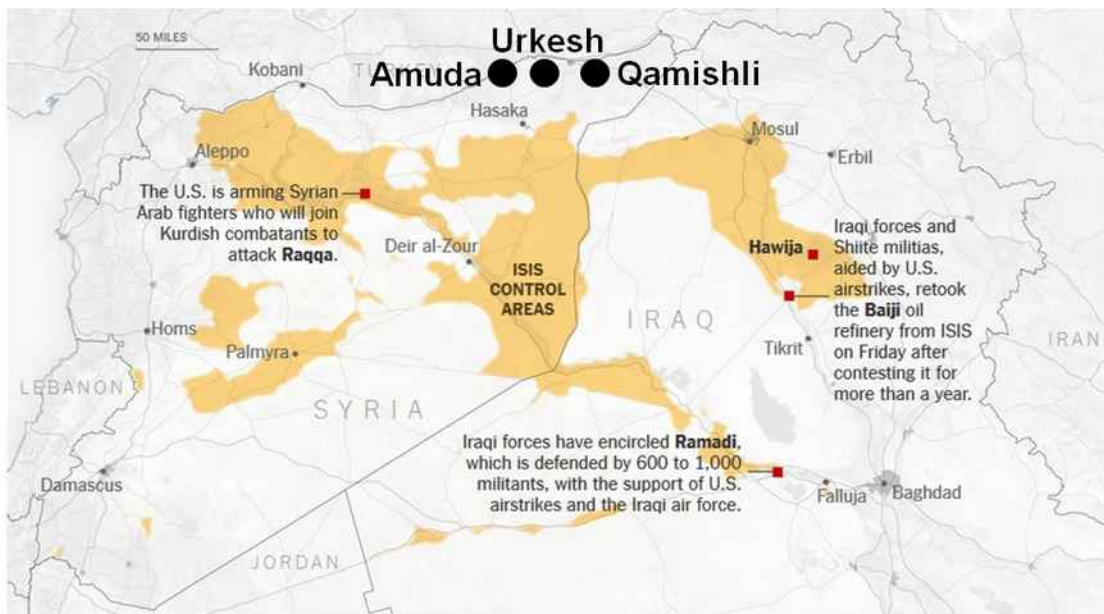 50 MILES
Urkesh
Amuda
Qamishli
Kobani
TURKEY
Hasaka
Aleppo
Mosul
Erbil
The U.S. is arming Syrian
Arab fighters who will join
Kurdish combatants to
attack Raqqa.
Deir al-Zour
ISIS
CONTROL
AREAS
Hawija
Iraqi forces and
Shiite militias,
aided by U.S.
airstrikes, retook
the Baiji oil
refinery from ISIS
on Friday after
contesting it for
more than a year.
IRAQ
Homs
Palmyra
Tikrit
IRAN
LEBANON
SYRIA
Iraqi forces have encircled Ramadi,
which is defended by 600 to 1,000
militants, with the support of U.S.
airstrikes and the Iraqi air force.
Damascus
Falluja
Baghdad
JORDAN